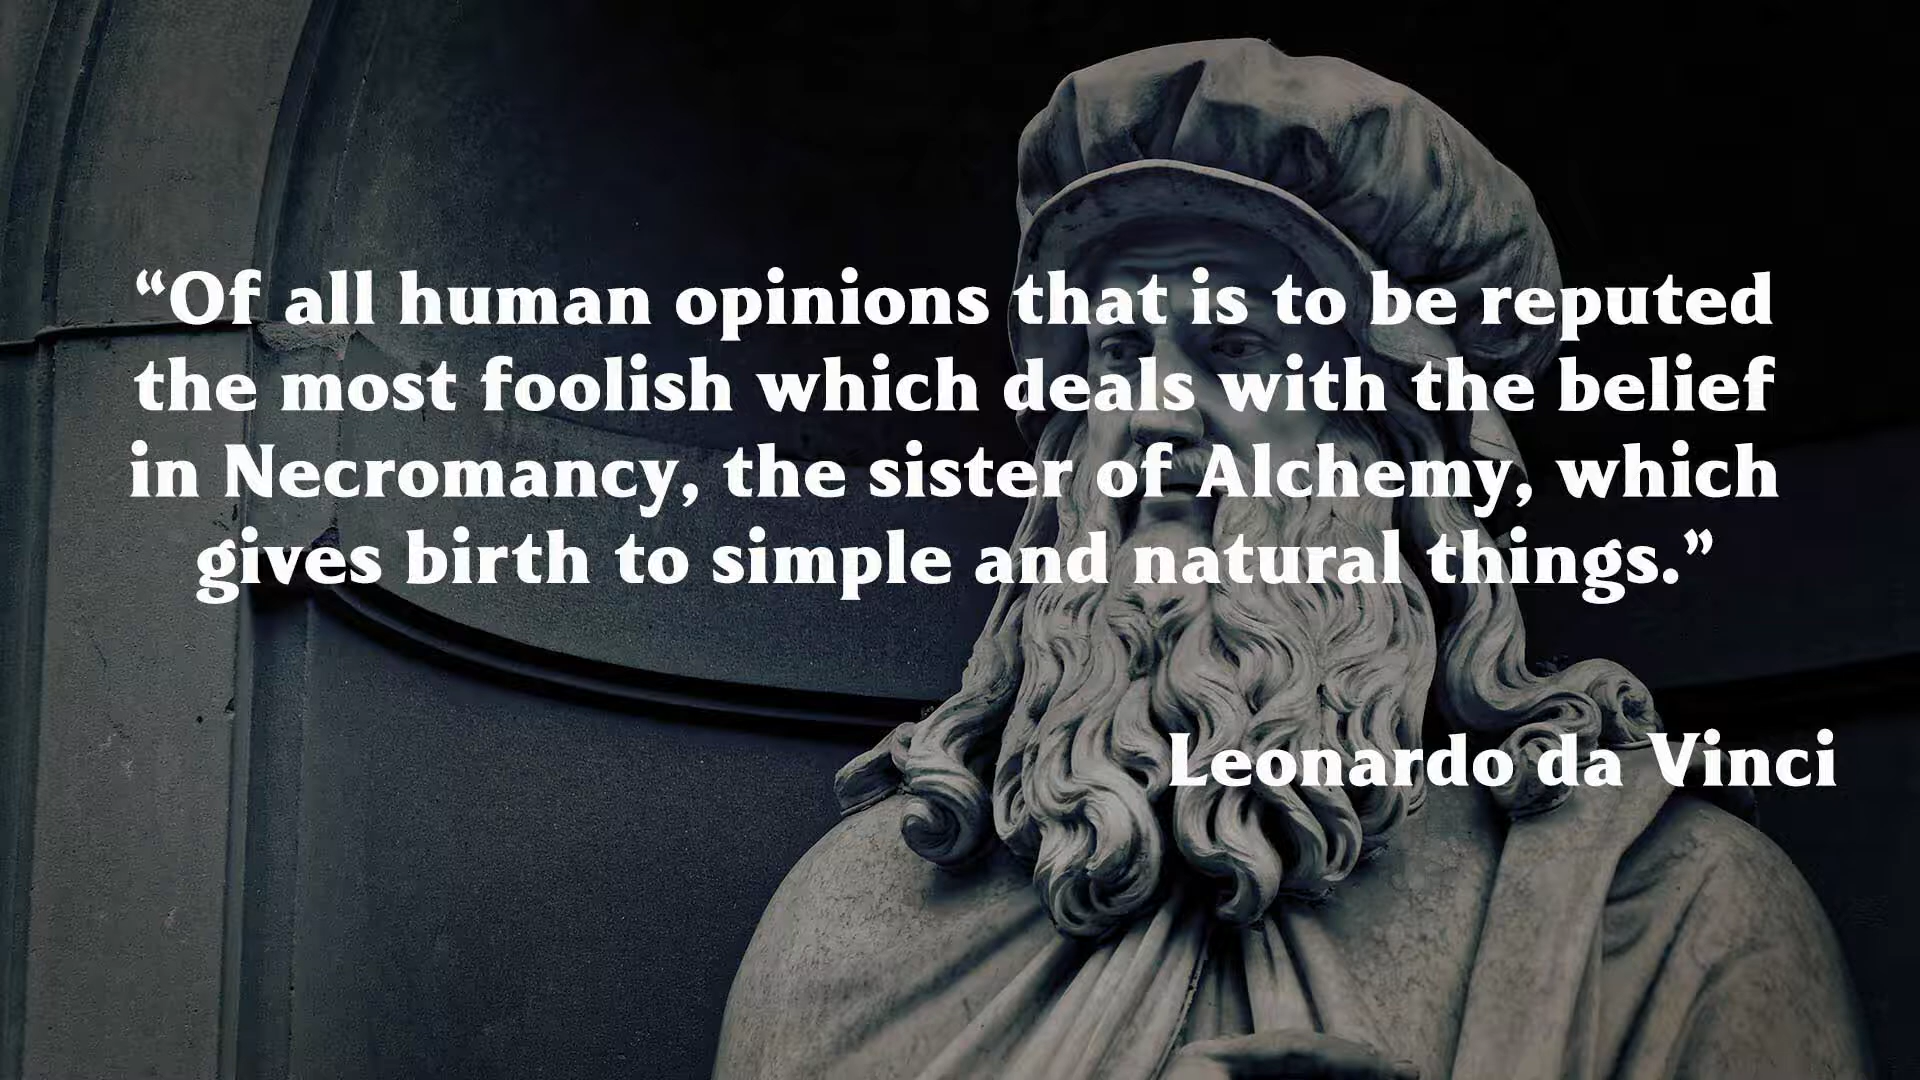 “Of all human opinions that is to be reputed
the most foolish which deals with the belief
in Necromancy, the sister of Alchemy, which
gives birth to simple and natural things.”
Leonardo da Vinci